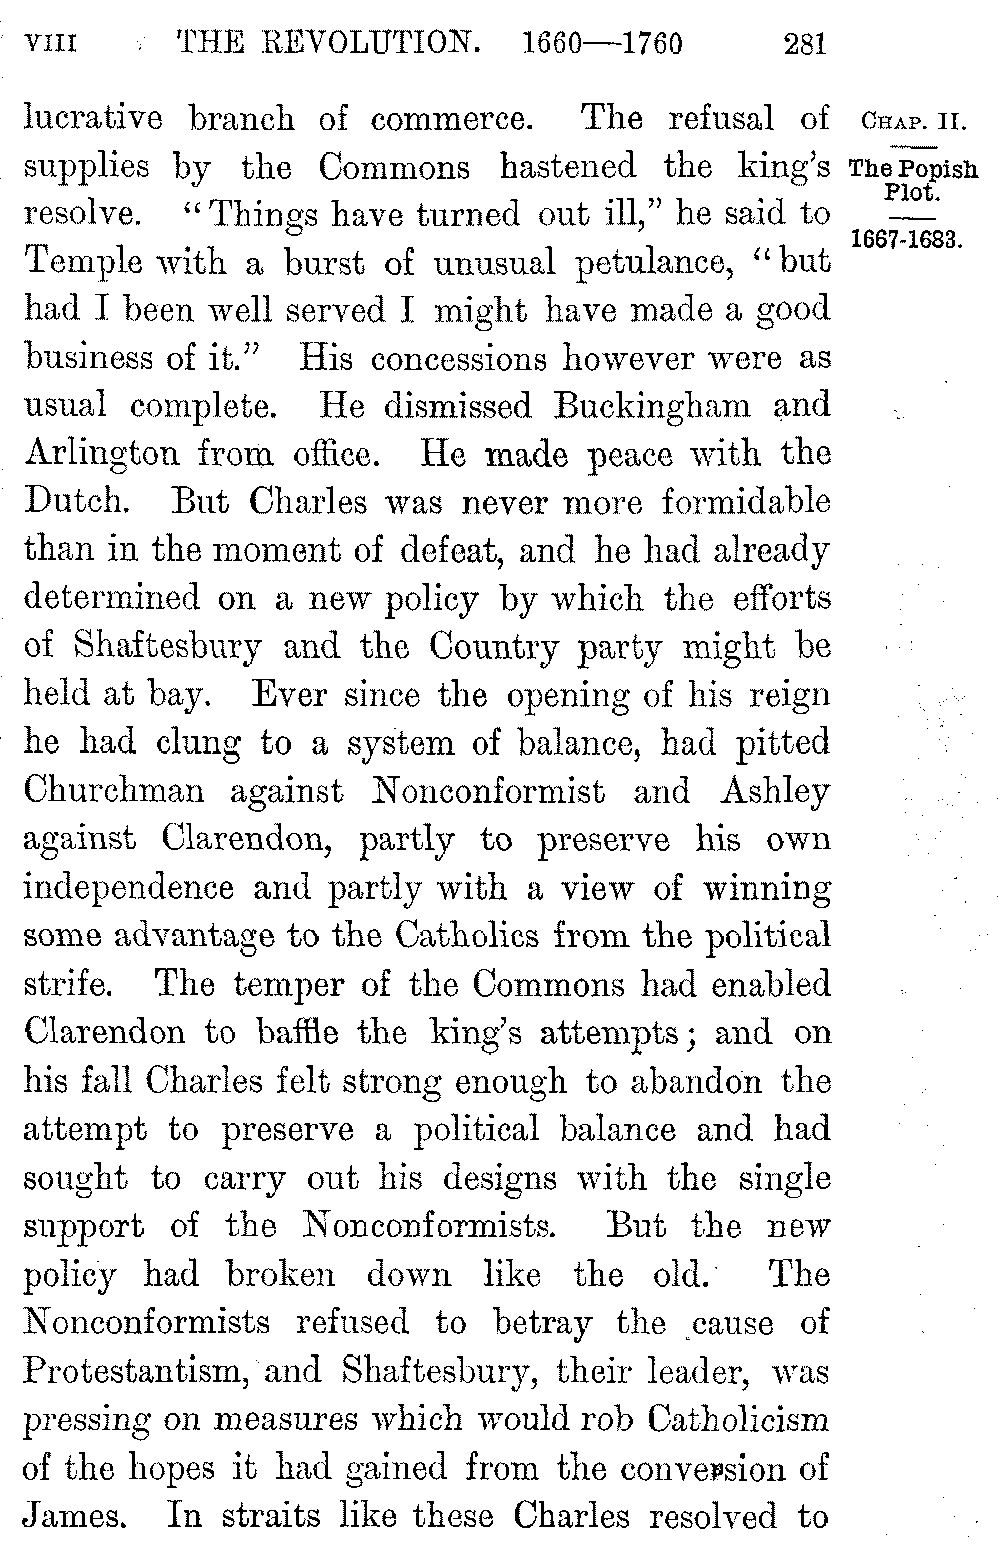 VIII THE REVOLUTION. 1660—1760 281
lucrative branch of commerce. The refusal of
supplies by the Commons hastened the king's
resolve. "Things have turned out ill," he said to
Temple with a burst of unusual petulance, "but
had I been well served I might have made a good
business of it." His concessions however were as
usual complete. He dismissed Buckingham and
Arlington from office. He made peace with the
Dutch. But Charles was never more formidable
than in the moment of defeat, and he had already
determined on a new policy by which the efforts
of Shaftesbury and the Country party might be
held at bay. Ever since the opening of his reign
he had clung to a system of balance, had pitted
Churchman against Nonconformist and Ashley
against Clarendon, partly to preserve his own
independence and partly with a view of winning
some advantage to the Catholics from the political
strife. The temper of the Commons had enabled
Clarendon to baffle the king's attempts; and on
his fall Charles felt strong enough to abandon the
attempt to preserve a political balance and had
sought to carry out his designs with the single
support of the Nonconformists. But the new
policy had broken down like the old. The
Nonconformists refused to betray the cause of
Protestantism, and Shaftesbury, their leader, was
pressing on measures which would rob Catholicism
of the hopes it had gained from the conversion of
James. In straits like these Charles resolved to
CHAP. II.
The Popish
Plot.
1667-1683.